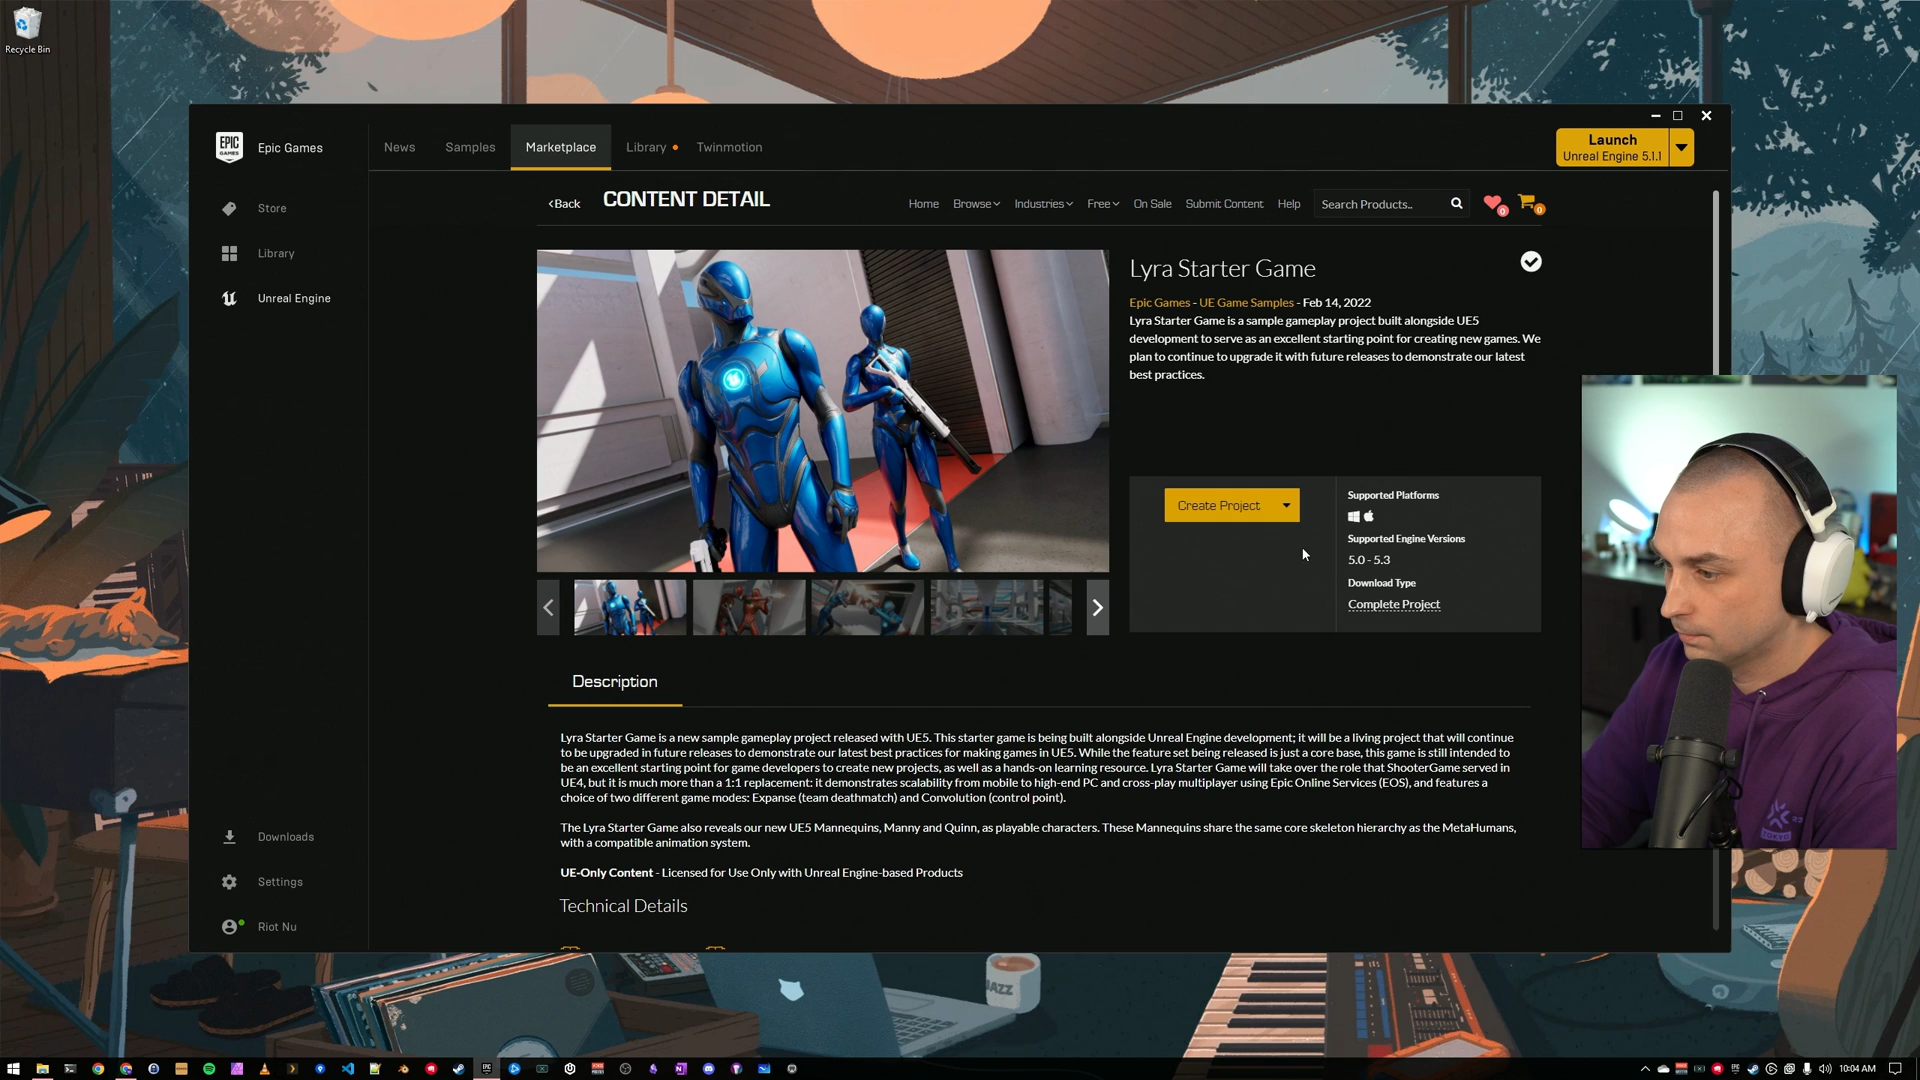 Recycle Bin
EPIC
GAMES
Epic Games
News
Samples
Marketplace
Library
Twinmotion
Launch
Unreal Engine 5.1.1
Store
Library
Unreal Engine
Back
CONTENT DETAIL
Home
Browse
Industries
Free
On Sale
Submit Content
Help
Search Products..
0
0
Lyra Starter Game
Epic Games - UE Game Samples - Feb 14, 2022
Lyra Starter Game is a sample gameplay project built alongside UE5
development to serve as an excellent starting point for creating new games. We
plan to continue to upgrade it with future releases to demonstrate our latest
best practices.
Create Project
Supported Platforms
Supported Engine Versions
5.0 - 5.3
Download Type
Complete Project
Description
Lyra Starter Game is a new sample gameplay project released with UE5. This starter game is being built alongside Unreal Engine development; it will be a living project that will continue
to be upgraded in future releases to demonstrate our latest best practices for making games in UE5. While the feature set being released is just a core base, this game is still intended to
be an excellent starting point for game developers to create new projects, as well as a hands-on learning resource. Lyra Starter Game will take over the role that ShooterGame served in
UE4, but it is much more than a 1:1 replacement: it demonstrates scalability from mobile to high-end PC and cross-play multiplayer using Epic Online Services (EOS), and features a
choice of two different game modes: Expanse (team deathmatch) and Convolution (control point).
The Lyra Starter Game also reveals our new UE5 Mannequins, Manny and Quinn, as playable characters. These Mannequins share the same core skeleton hierarchy as the MetaHumans,
with a compatible animation system.
UE-Only Content - Licensed for Use Only with Unreal Engine-based Products
Technical Details
Downloads
Settings
Riot Nu
TOKYO
JAZZ
10:04 AM